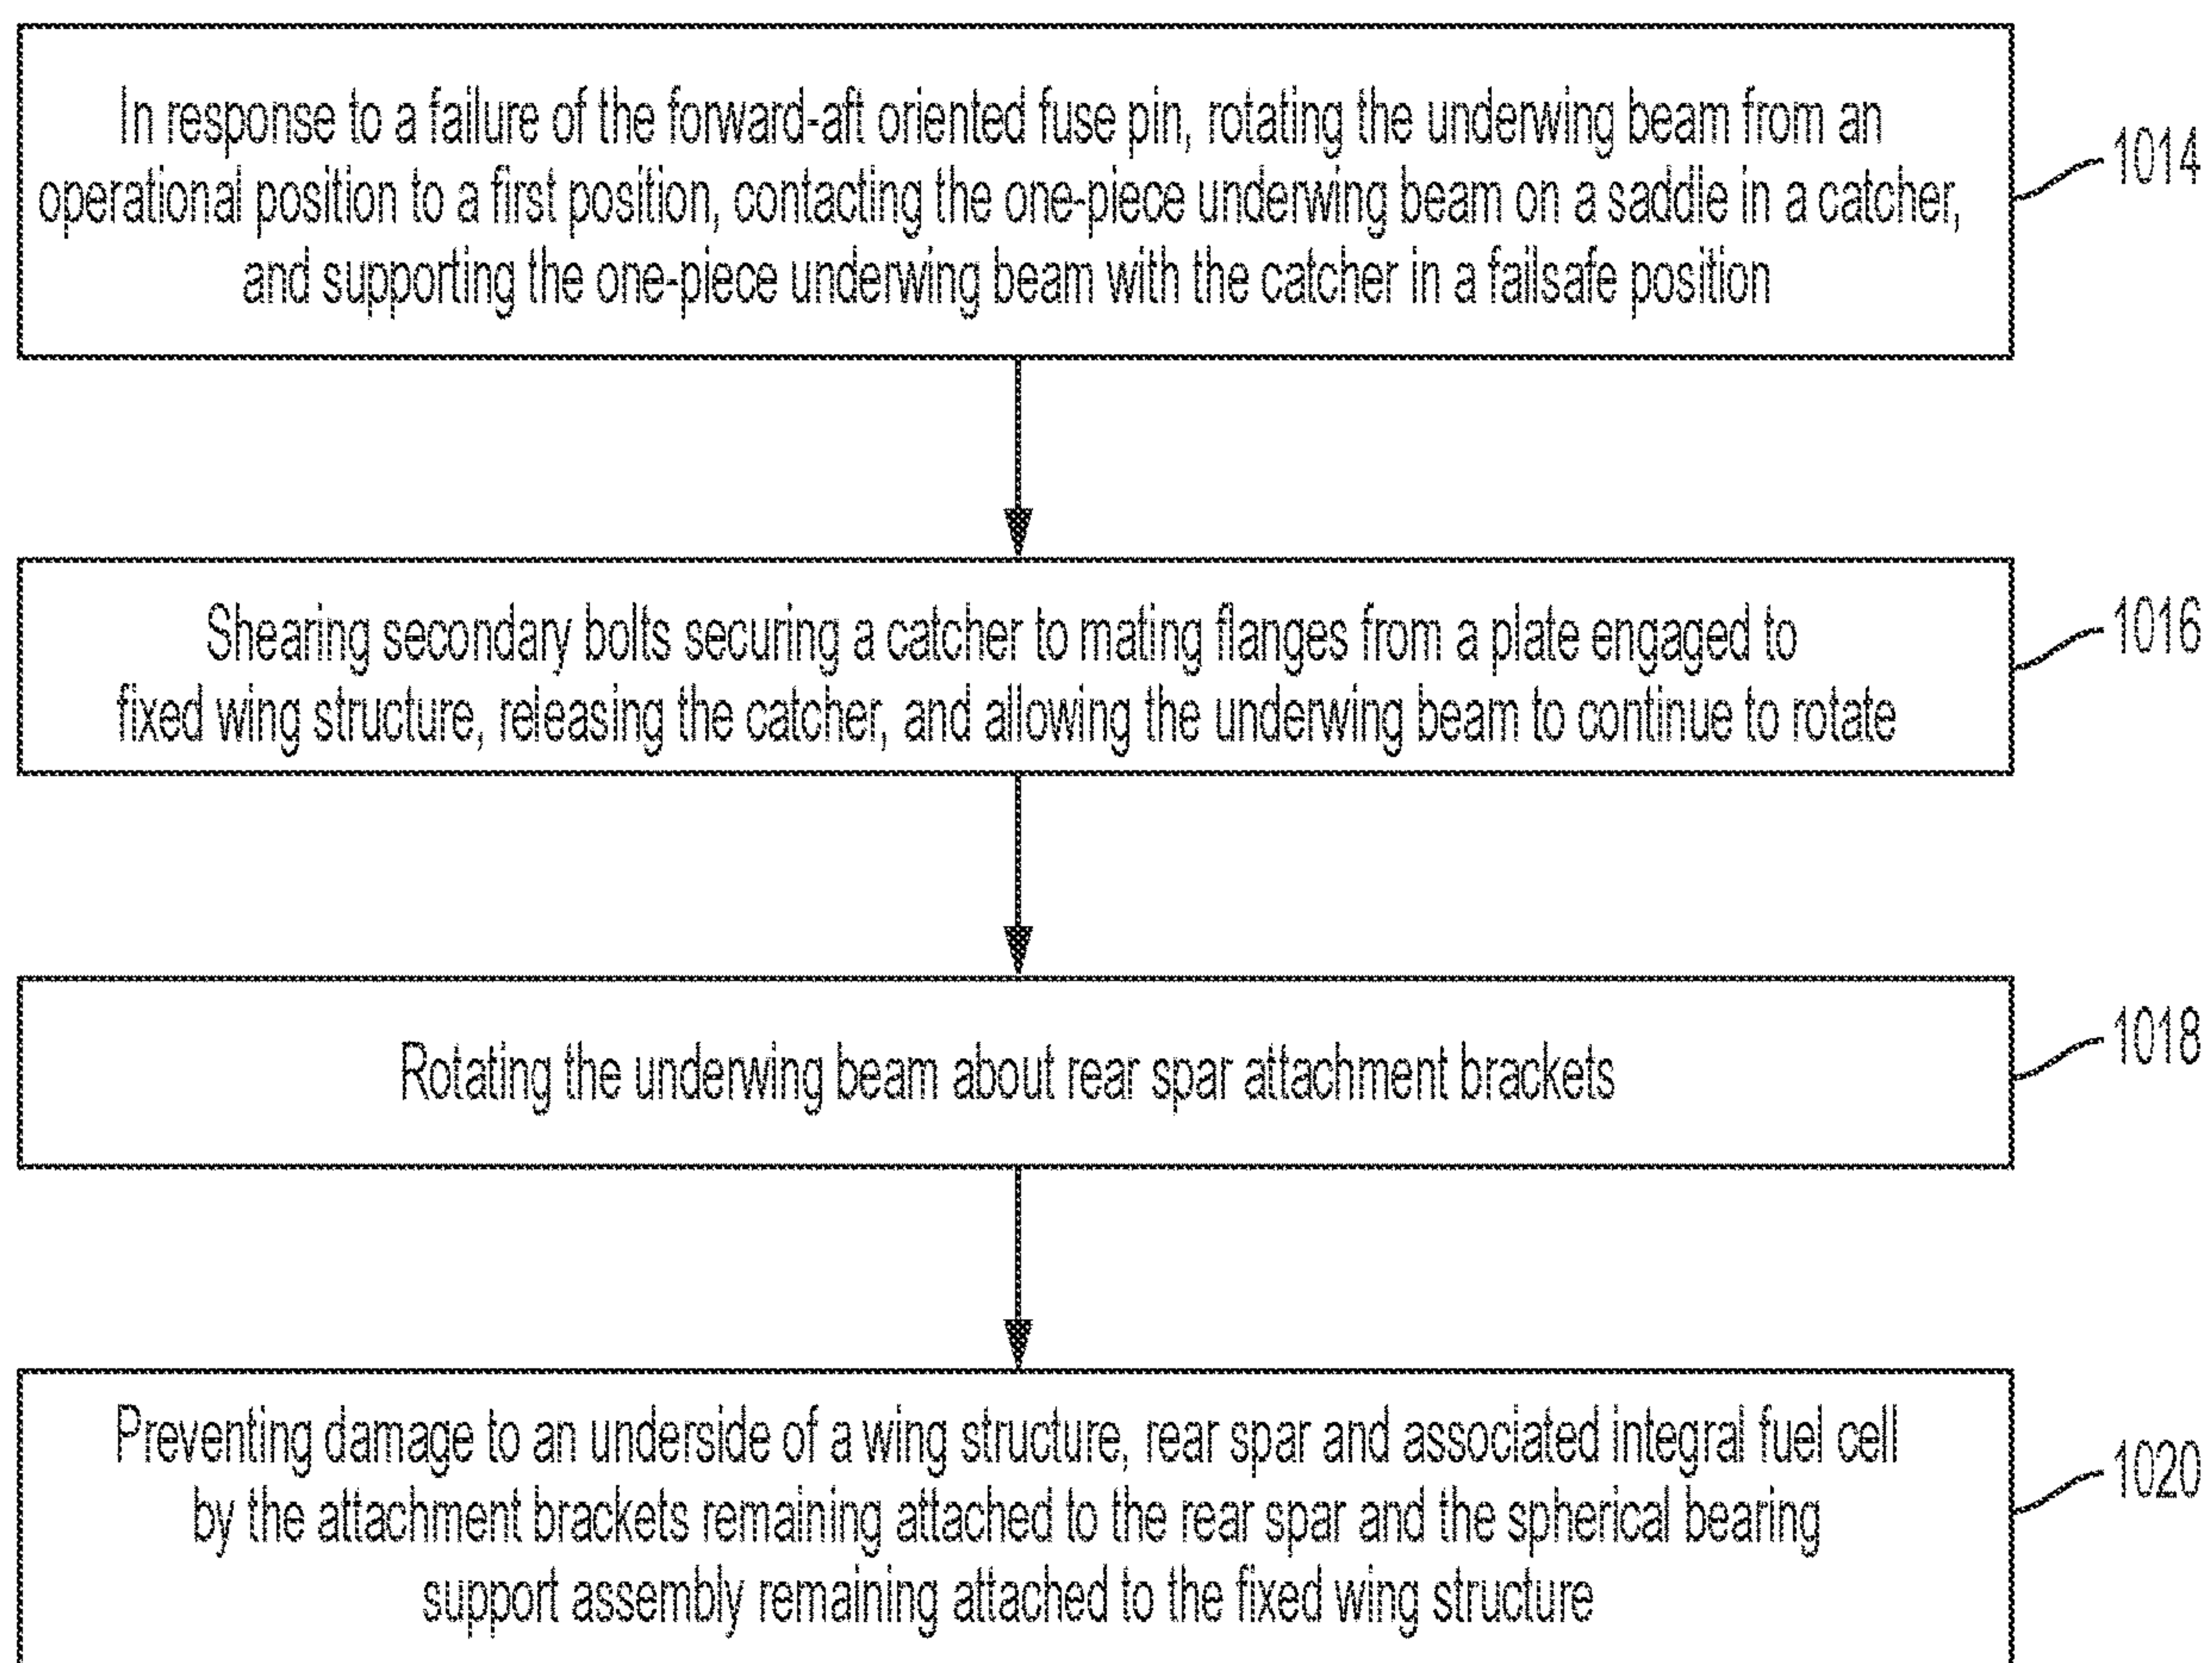 In response to a failure of the forward-aft oriented fuse pin, rotating the underwing beam from an
operational position to a first position, contacting the one-piece underwing beam on a saddle in a catcher,
and supporting the one-piece underwing beam with the catcher in a failsafe position
1014
Shearing secondary bolts securing a catcher to mating flanges from a plate engaged to
fixed wing structure, releasing the catcher, and allowing the underwing beam to continue to rotate
1016
Rotating the underwing beam about rear spar attachment brackets
1018
Preventing damage to an underside of a wing structure, rear spar and associated integral fuel cell
by the attachment brackets remaining attached to the rear spar and the spherical bearing
support assembly remaining attached to the fixed wing structure
1020